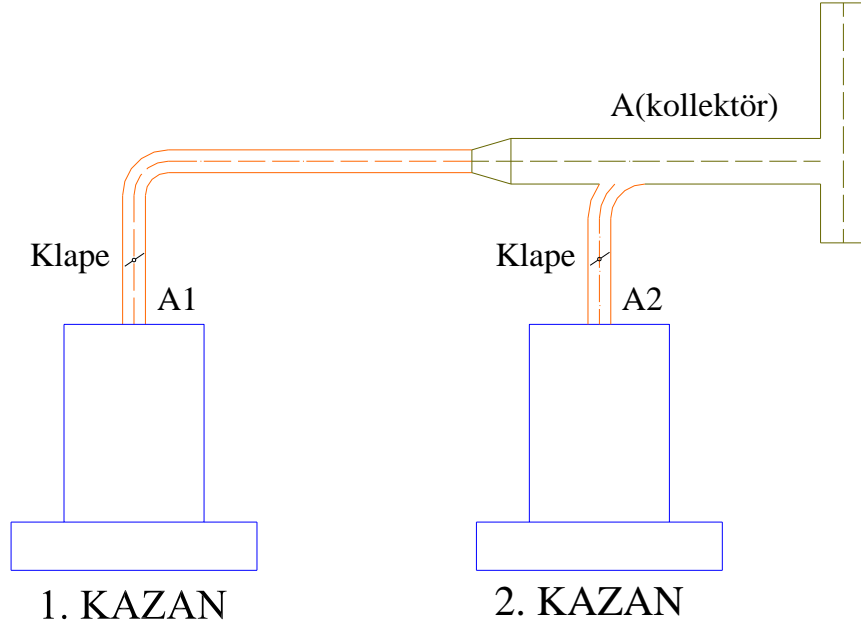 A(kollektör)
Klape
Klape
A1
A2
1. KAZAN
2. KAZAN